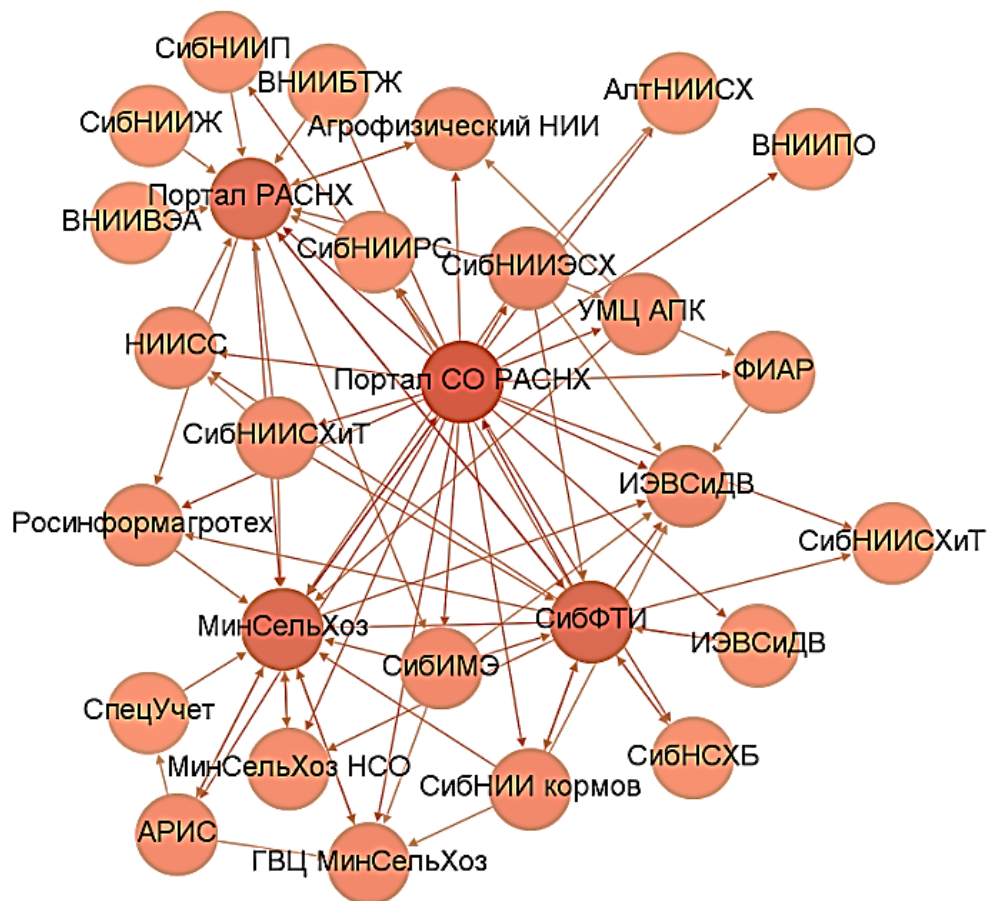 СибНИИП
ВНИИБТЖ
АлтНИИСХ
СибНИИЖ
Агрофизический НИИ
ВНИИПО
Портал РАСНХ
ВНИИВЭА
СибНИИРС
СибНИИЭСХ
УМЦ АПК
НИИСС
ФИАР
Портал СО РАСНХ
СибНИИСХиТ
ИЭВСиДВ
Росинформагротех
СибНИИСХиТ
МинСельХоз
СибФТИ
ИЭВСиДВ
СибИМЭ
СпецУчет
МинСельХоз НСО
СибНСХБ
СибНИИ кормов
АРИС
ГВЦ МинСельХоз